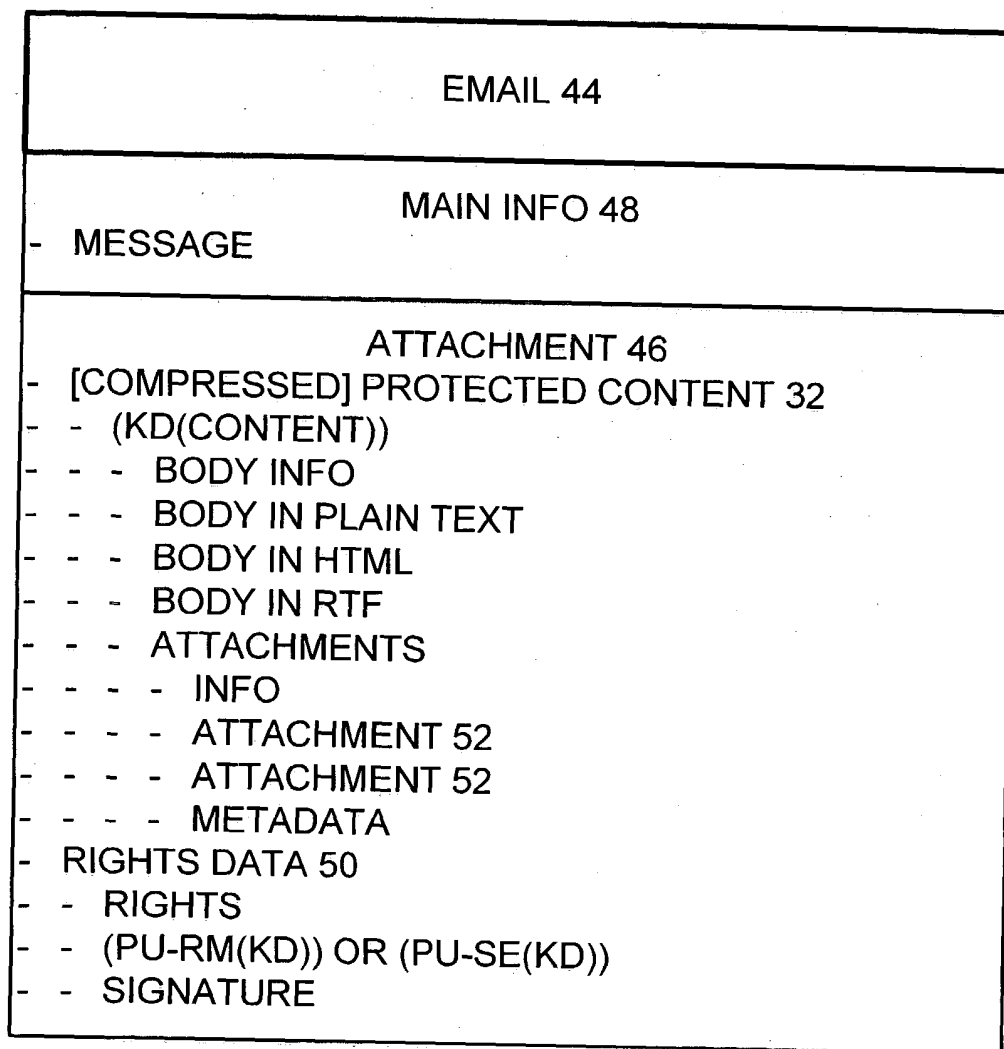 EMAIL 44
MAIN INFO 48
- MESSAGE
ATTACHMENT 46
- [COMPRESSED] PROTECTED CONTENT 32
- - (KD(CONTENT))
- - - BODY INFO
- - - BODY IN PLAIN TEXT
- - - BODY IN HTML
- - - BODY IN RTF
- - - ATTACHMENTS
- - - - INFO
- - - - ATTACHMENT 52
- - - - ATTACHMENT 52
- - - - METADATA
- RIGHTS DATA 50
- - RIGHTS
- - (PU-RM(KD)) OR (PU-SE(KD))
- - SIGNATURE